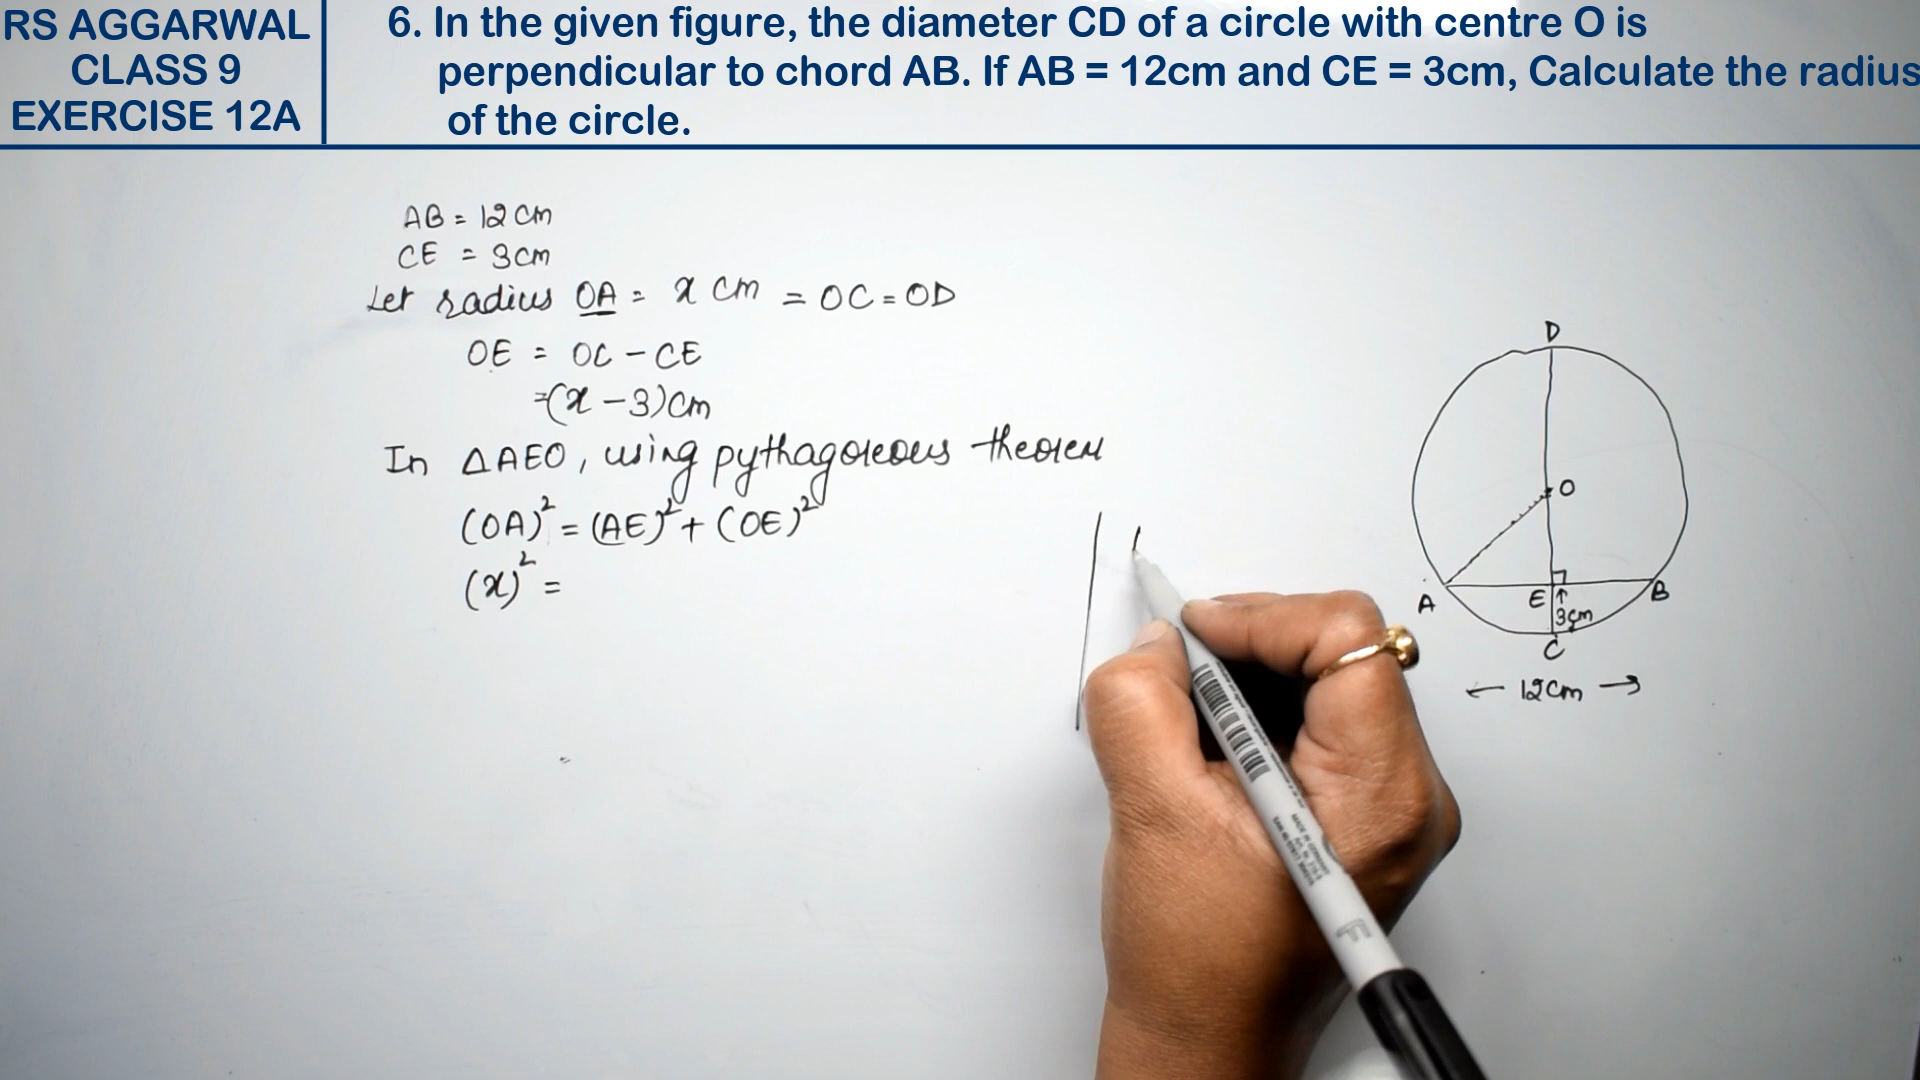 RS AGGARWAL
CLASS 9
EXERCISE 12A
6. In the given figure, the diameter CD of a circle with centre O is
perpendicular to chord AB. If AB = 12cm and CE = 3cm, Calculate the radius
of the circle.
AB = 12 cm
CE = 3cm
Let radius OA = x cm = OC = OD
OE = OC - CE
=(x - 3)cm
In △AEO, using pythagoreous theorem
(OA)² = (AE)² + (OE)²
(x)² =
D
O
A E B
3cm
C
← 12cm →
F